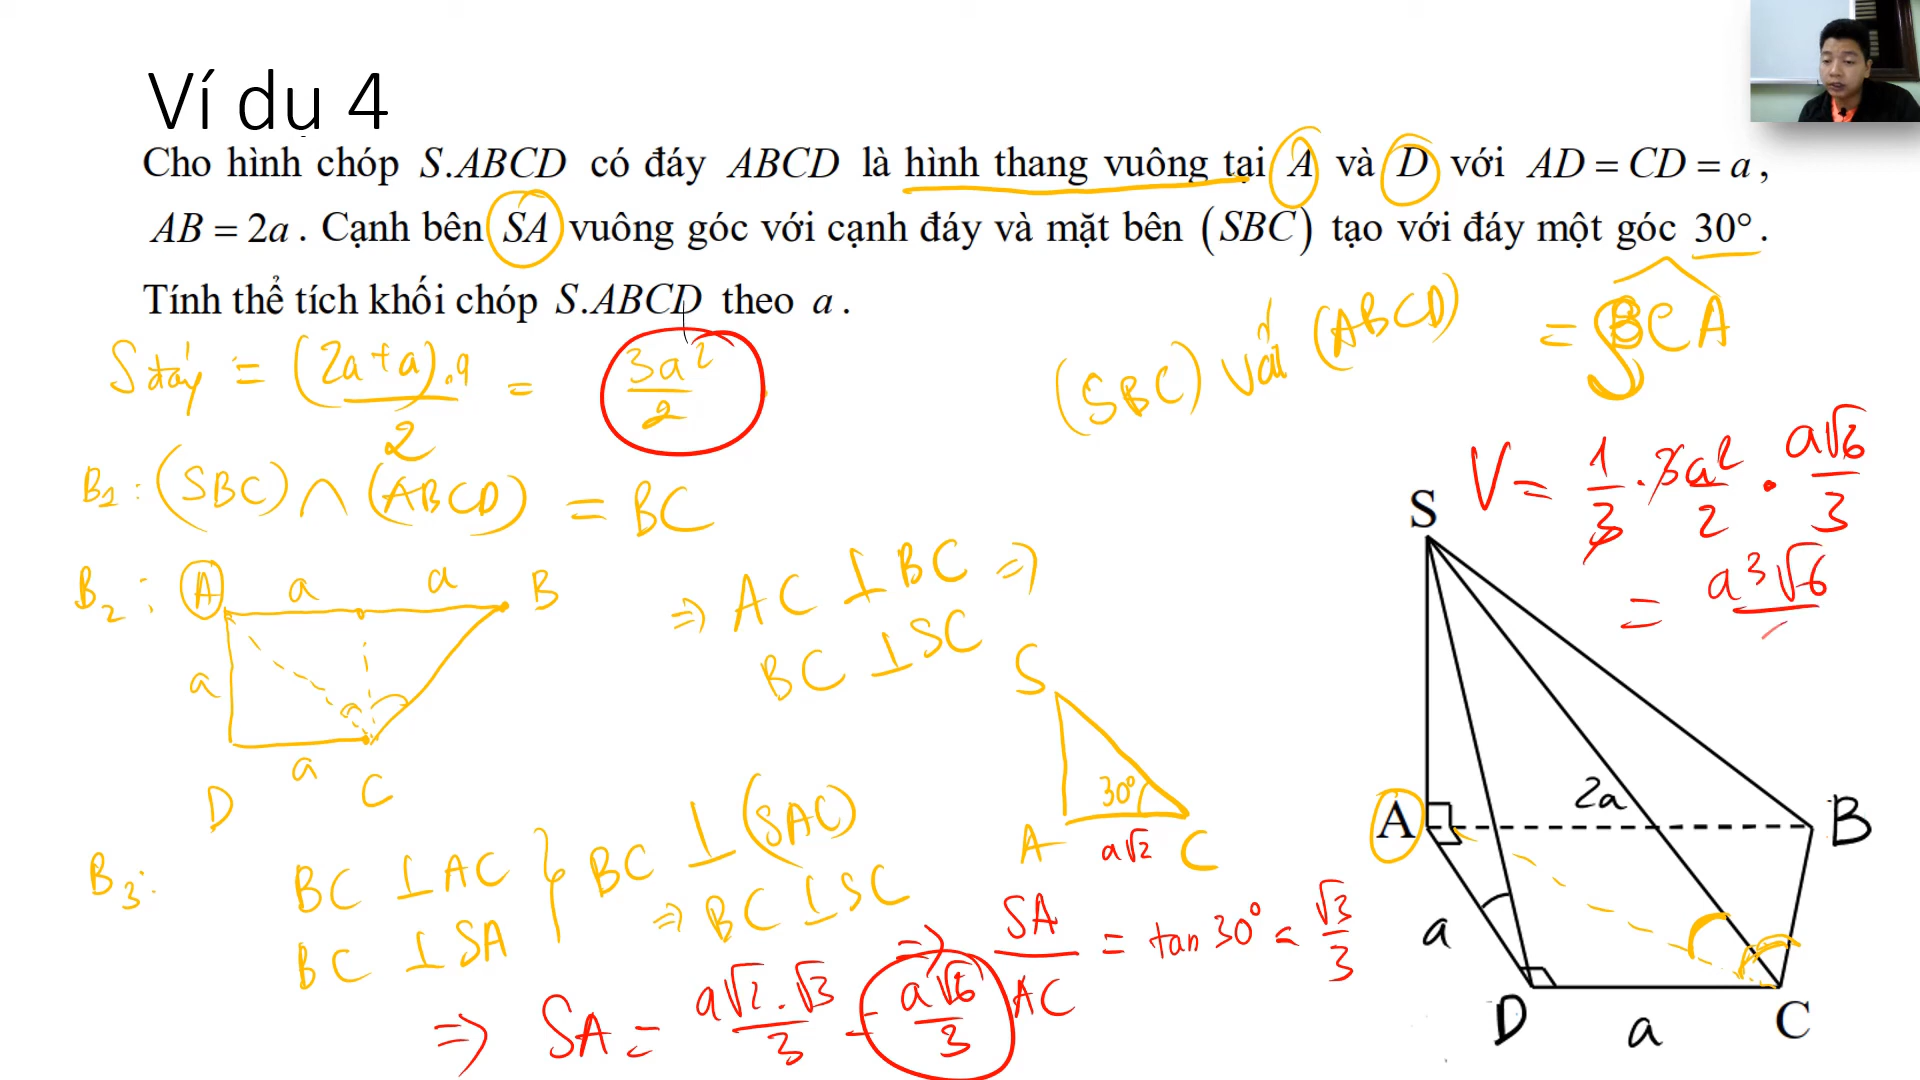 Ví dụ 4
Cho hình chóp S.ABCD có đáy ABCD là hình thang vuông tại A và D với AD = CD = a,
AB = 2a. Cạnh bên SA vuông góc với cạnh đáy và mặt bên (SBC) tạo với đáy một góc 30°.
Tính thể tích khối chóp S.ABCD theo a.
S đáy = (2a+a).a / 2 = 3a² / 2
(SBC) với (ABCD) = SCA
B1: (SBC) ∩ (ABCD) = BC
V = 1/3 · 3a²/2 · a√6/3
= a³√6
B2: A a a B
a
a
D C
=> AC ⊥ BC =>
BC ⊥ SC
S
30°
A a√2 C
B3: BC ⊥ AC } BC ⊥ (SAC)
BC ⊥ SA => BC ⊥ SC
=> SA/AC = tan 30° = √3/3
=> SA = a√2.√3 / 3 = a√6 / 3
S
2a
A B
a
D a C